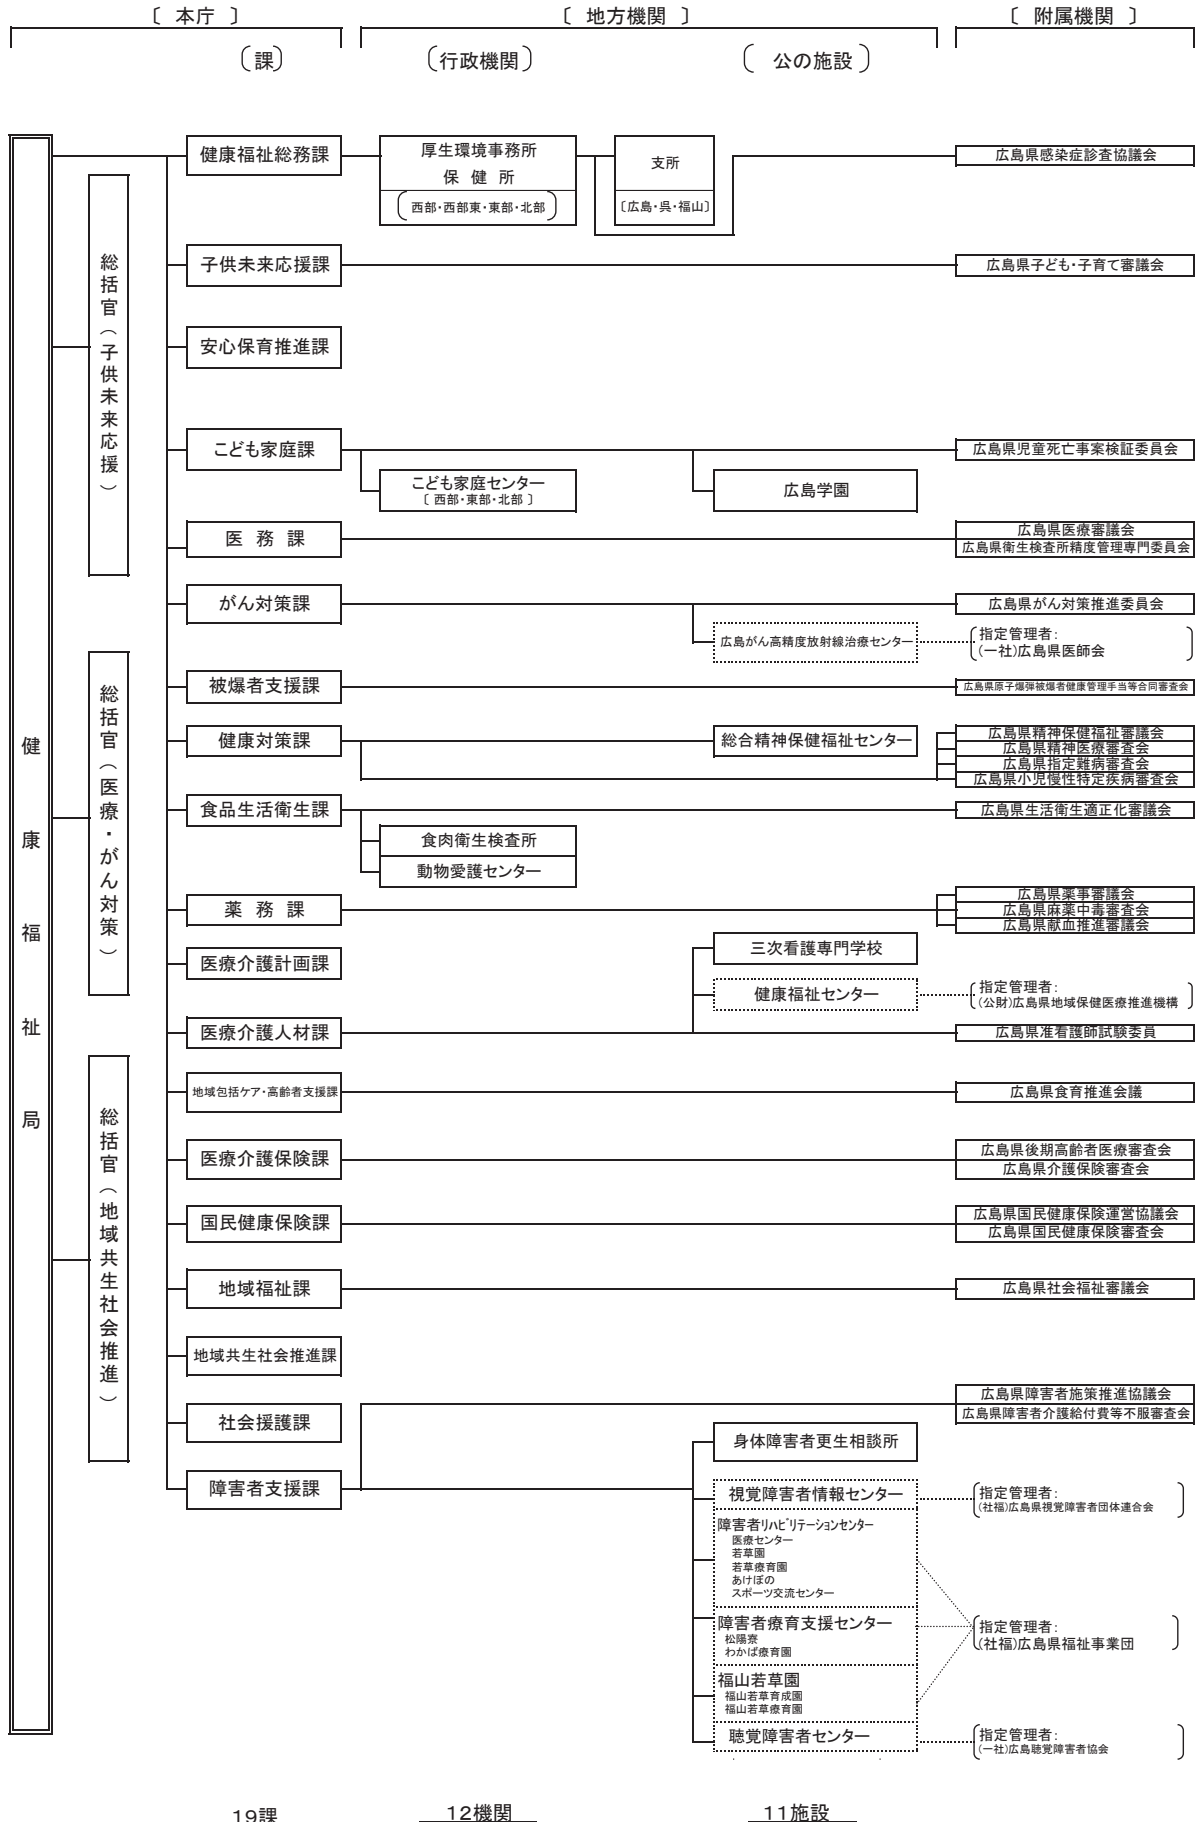 〔 本庁 〕 〔 地方機関 〕 〔 附属機関 〕
〔課〕 〔行政機関〕 〔 公の施設 〕
健康福祉局
総括官（子供未来応援）
総括官（医療・がん対策）
総括官（地域共生社会推進）
健康福祉総務課
厚生環境事務所
保健所
〔西部・西部東・東部・北部〕
支所
〔広島・呉・福山〕
広島県感染症診査協議会
子供未来応援課
広島県子ども・子育て審議会
安心保育推進課
こども家庭課
広島県児童死亡事案検証委員会
こども家庭センター
〔 西部・東部・北部 〕
広島学園
医務課
広島県医療審議会
広島県衛生検査所精度管理専門委員会
がん対策課
広島県がん対策推進委員会
広島がん高精度放射線治療センター
指定管理者：
(一社)広島県医師会
被爆者支援課
広島県原子爆弾被爆者健康管理手当等合同審査会
健康対策課
総合精神保健福祉センター
広島県精神保健福祉審議会
広島県精神医療審査会
広島県指定難病審査会
広島県小児慢性特定疾病審査会
食品生活衛生課
広島県生活衛生適正化審議会
食肉衛生検査所
動物愛護センター
薬務課
広島県薬事審議会
広島県麻薬中毒審査会
広島県献血推進審議会
医療介護計画課
三次看護専門学校
健康福祉センター
指定管理者：
(公財)広島県地域保健医療推進機構
医療介護人材課
広島県准看護師試験委員
地域包括ケア・高齢者支援課
広島県食育推進会議
医療介護保険課
広島県後期高齢者医療審査会
広島県介護保険審査会
国民健康保険課
広島県国民健康保険運営協議会
広島県国民健康保険審査会
地域福祉課
広島県社会福祉審議会
地域共生社会推進課
社会援護課
広島県障害者施策推進協議会
広島県障害者介護給付費等不服審査会
障害者支援課
身体障害者更生相談所
視覚障害者情報センター
指定管理者：
(社福)広島県視覚障害者団体連合会
障害者ﾘﾊﾋﾞﾘﾃｰｼｮﾝｾﾝﾀｰ
医療センター
若草園
若草療育園
あけぼの
スポーツ交流センター
障害者療育支援センター
松陽寮
わかば療育園
指定管理者：
(社福)広島県福祉事業団
福山若草園
福山若草育成園
福山若草療育園
聴覚障害者センター
指定管理者：
(一社)広島聴覚障害者協会
19課 12機関 11施設